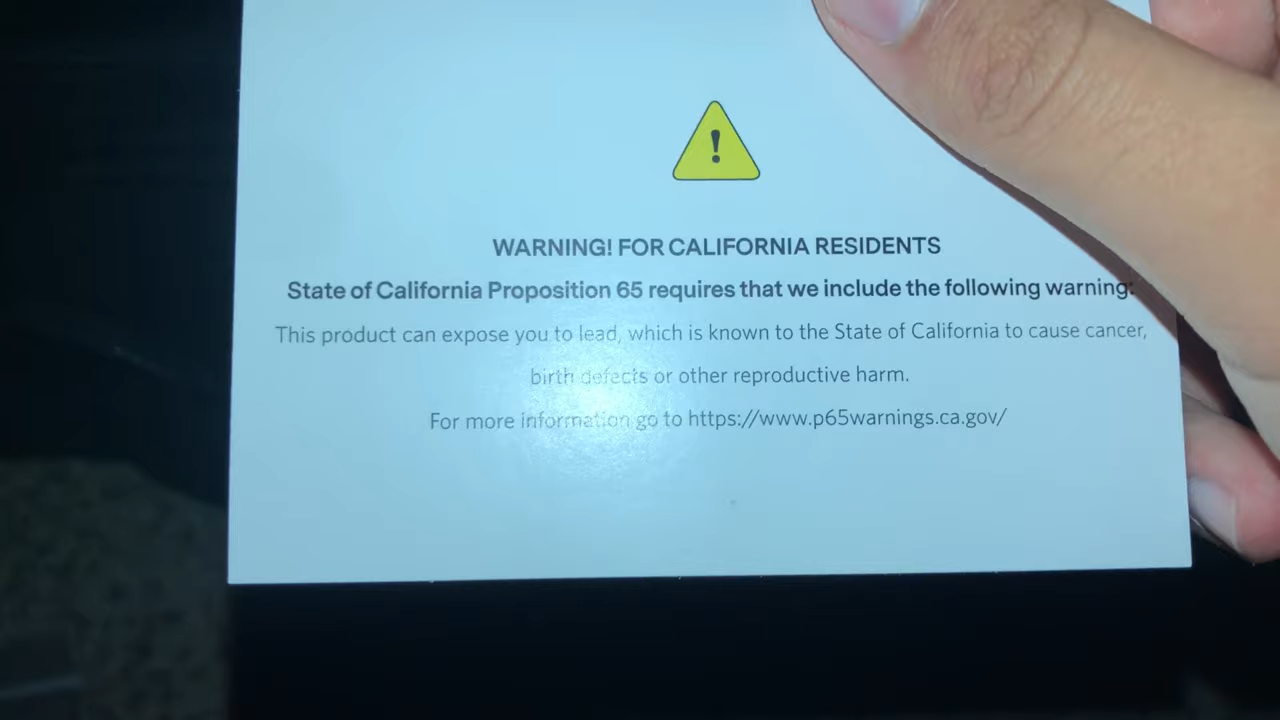 !
WARNING! FOR CALIFORNIA RESIDENTS
State of California Proposition 65 requires that we include the following warning:
This product can expose you to lead, which is known to the State of California to cause cancer,
birth defects or other reproductive harm.
For more information go to https://www.p65warnings.ca.gov/